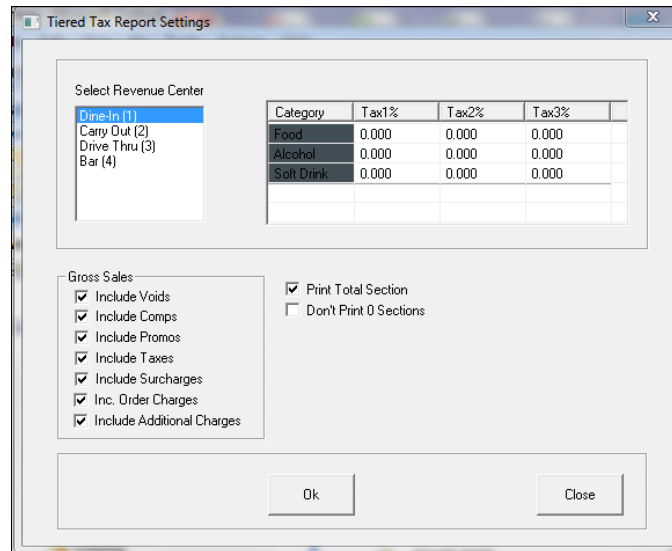 Tiered Tax Report Settings
Select Revenue Center
Dine-In (1)
Carry Out (2)
Drive Thru (3)
Bar (4)
Category Tax1% Tax2% Tax3%
Food 0.000 0.000 0.000
Alcohol 0.000 0.000 0.000
Soft Drink 0.000 0.000 0.000
Gross Sales
Include Voids
Include Comps
Include Promos
Include Taxes
Include Surcharges
Inc. Order Charges
Include Additional Charges
Print Total Section
Don't Print 0 Sections
Ok Close